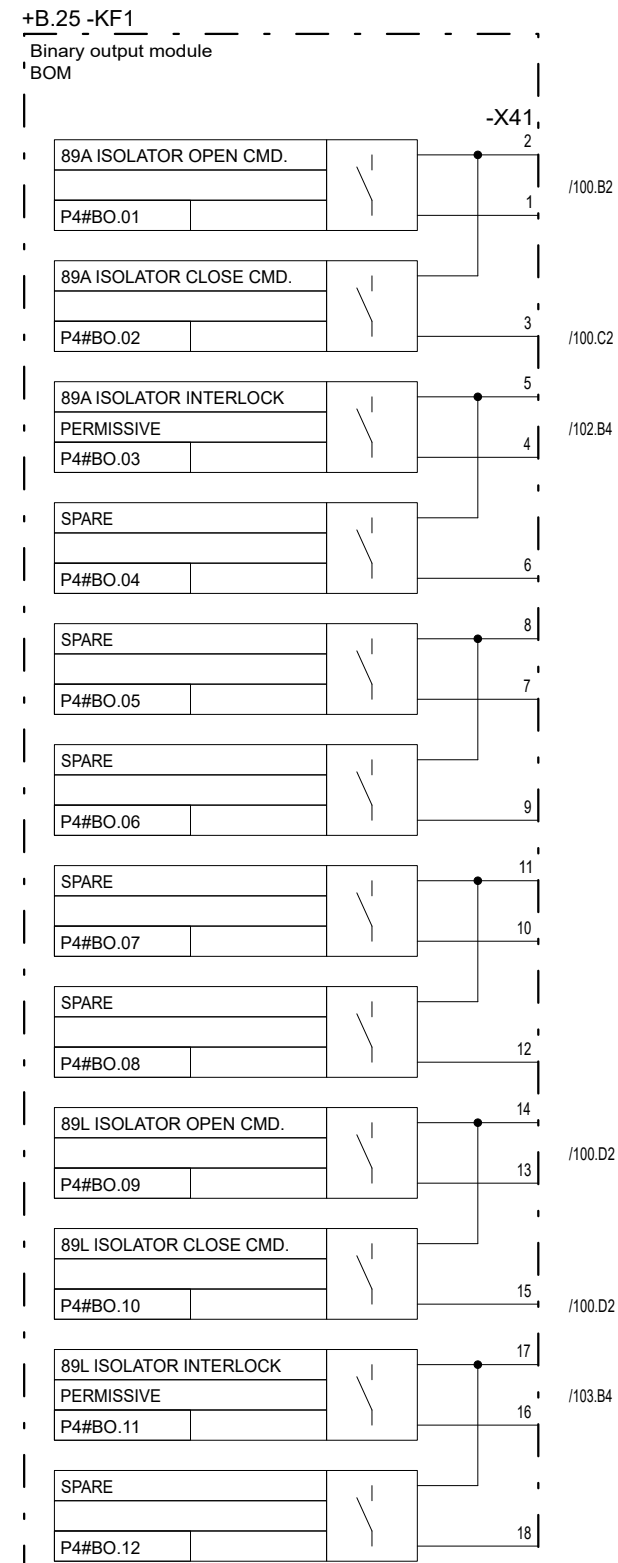 +B.25 -KF1
Binary output module
BOM
-X41
89A ISOLATOR OPEN CMD.
2
/100.B2
P4#BO.01
1
89A ISOLATOR CLOSE CMD.
P4#BO.02
3
/100.C2
89A ISOLATOR INTERLOCK
5
PERMISSIVE
/102.B4
P4#BO.03
4
SPARE
P4#BO.04
6
SPARE
8
P4#BO.05
7
SPARE
P4#BO.06
9
SPARE
11
P4#BO.07
10
SPARE
P4#BO.08
12
89L ISOLATOR OPEN CMD.
14
/100.D2
P4#BO.09
13
89L ISOLATOR CLOSE CMD.
P4#BO.10
15
/100.D2
89L ISOLATOR INTERLOCK
17
PERMISSIVE
/103.B4
P4#BO.11
16
SPARE
P4#BO.12
18